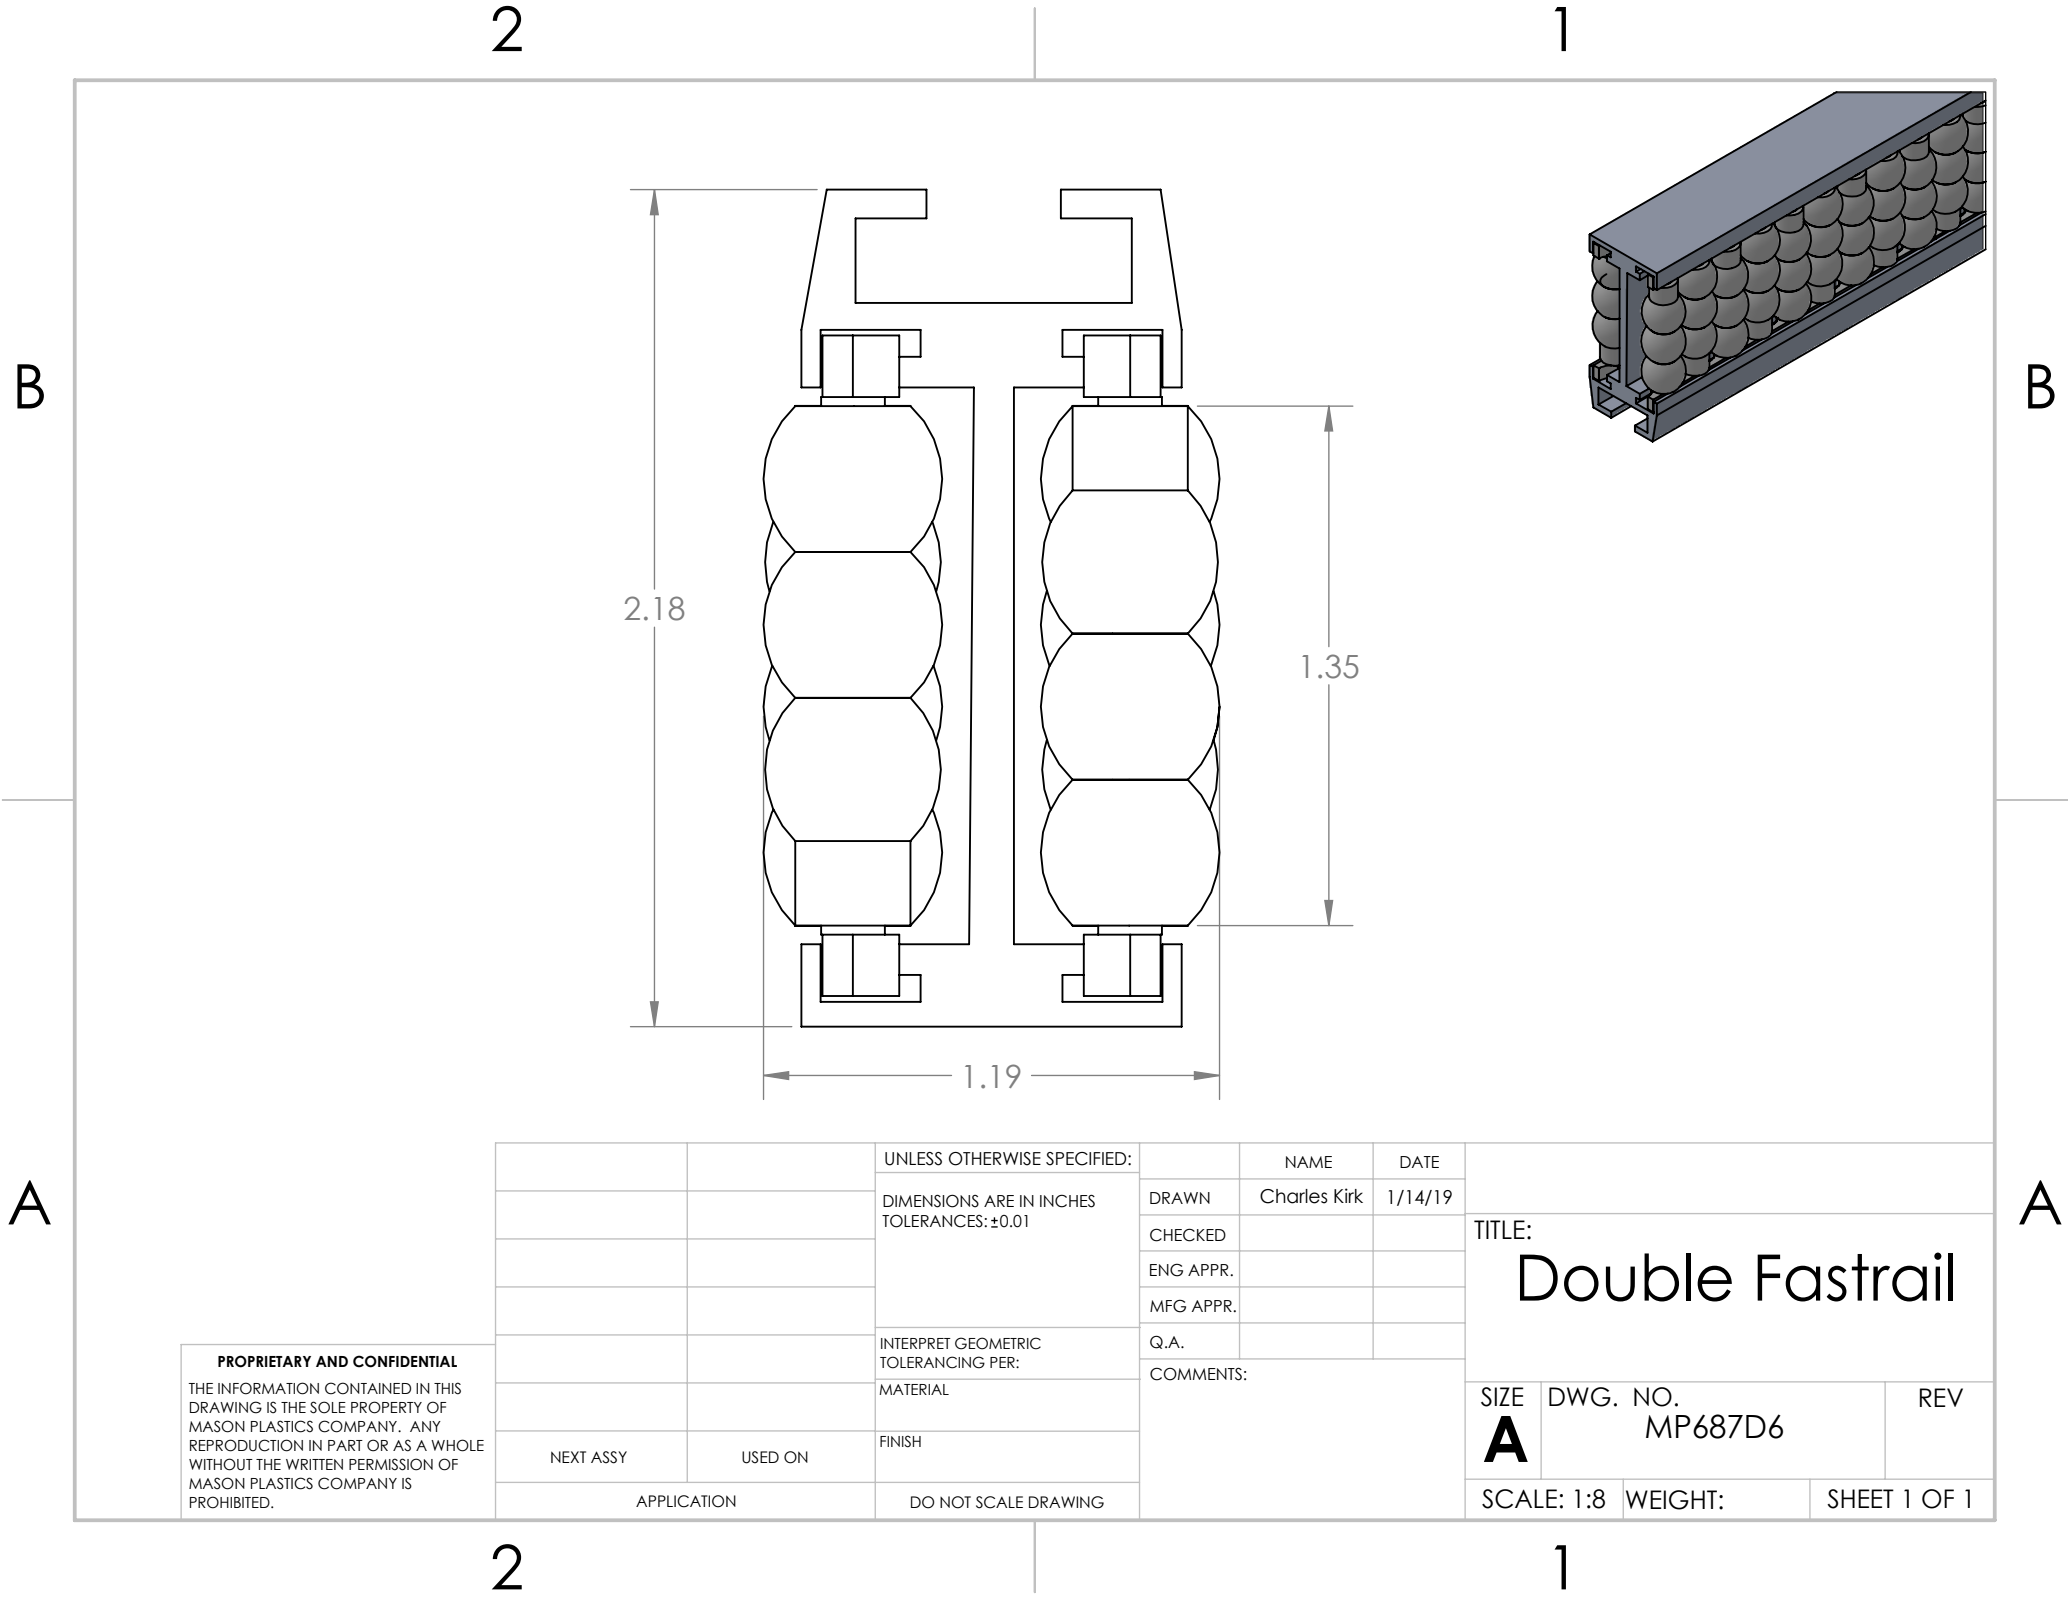 2
1
B
B
2.18
1.35
1.19
A
A
UNLESS OTHERWISE SPECIFIED:
DIMENSIONS ARE IN INCHES
TOLERANCES: ±0.01
INTERPRET GEOMETRIC
TOLERANCING PER:
MATERIAL
FINISH
DO NOT SCALE DRAWING
NAME
DATE
DRAWN
Charles Kirk
1/14/19
CHECKED
ENG APPR.
MFG APPR.
Q.A.
COMMENTS:
TITLE:
Double Fastrail
SIZE
A
DWG. NO.
MP687D6
REV
SCALE: 1:8
WEIGHT:
SHEET 1 OF 1
PROPRIETARY AND CONFIDENTIAL
THE INFORMATION CONTAINED IN THIS
DRAWING IS THE SOLE PROPERTY OF
MASON PLASTICS COMPANY. ANY
REPRODUCTION IN PART OR AS A WHOLE
WITHOUT THE WRITTEN PERMISSION OF
MASON PLASTICS COMPANY IS
PROHIBITED.
NEXT ASSY
USED ON
APPLICATION
2
1